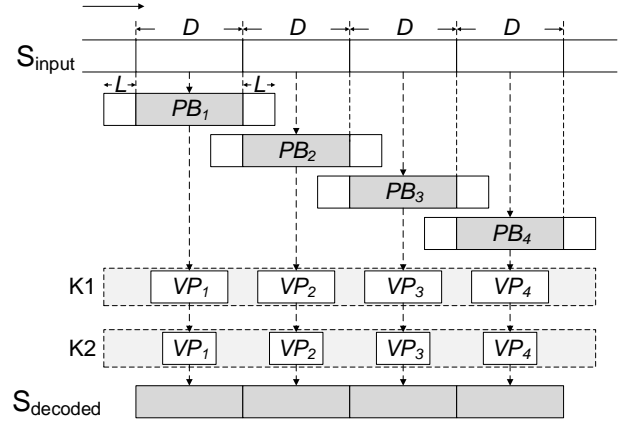 D D D D
S_input
L L
PB_1
PB_2
PB_3
PB_4
K1 VP_1 VP_2 VP_3 VP_4
K2 VP_1 VP_2 VP_3 VP_4
S_decoded